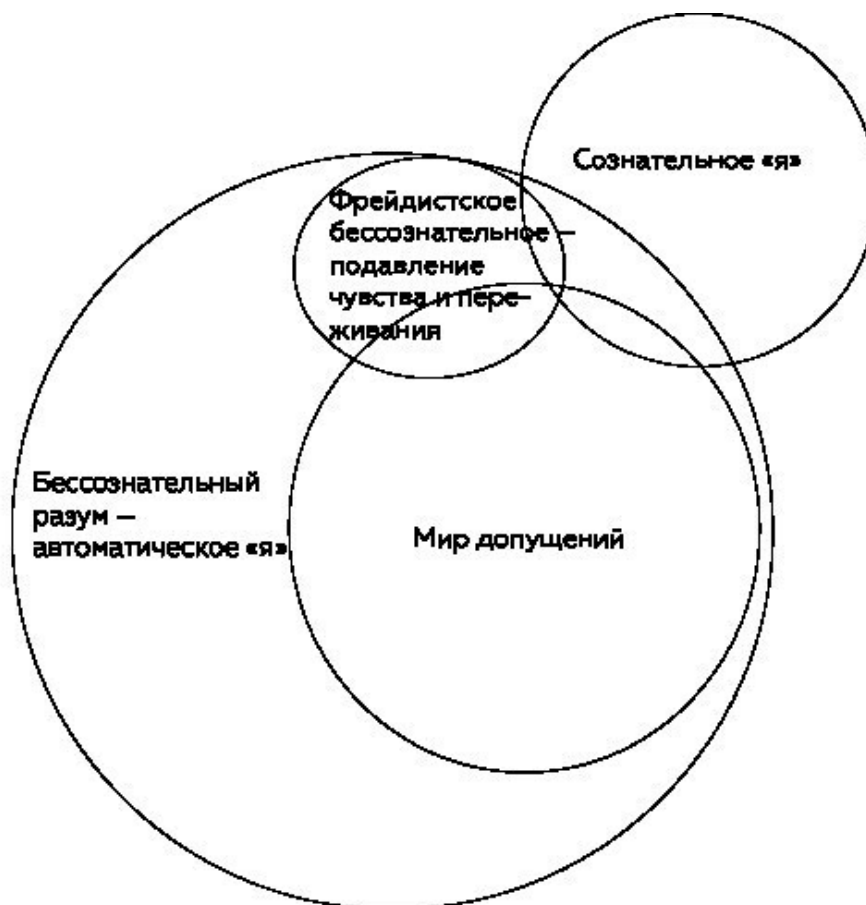 Сознательное «я»
Фрейдистское
бессознательное –
подавление
чувства и пере-
живания
Бессознательный
разум –
автоматическое «я»
Мир допущений